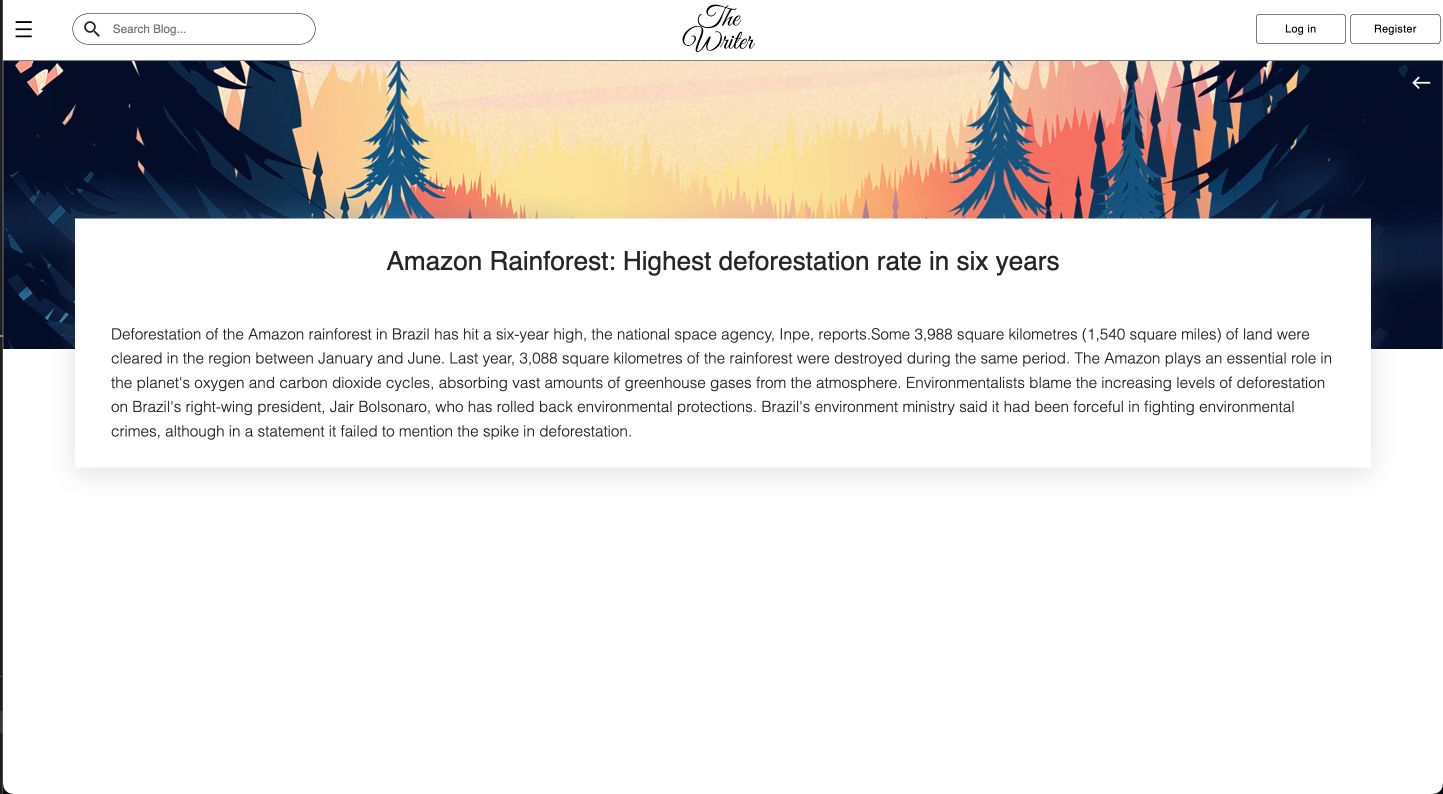 Search Blog...
The
Writer
Log in
Register
Amazon Rainforest: Highest deforestation rate in six years
Deforestation of the Amazon rainforest in Brazil has hit a six-year high, the national space agency, Inpe, reports.Some 3,988 square kilometres (1,540 square miles) of land were
cleared in the region between January and June. Last year, 3,088 square kilometres of the rainforest were destroyed during the same period. The Amazon plays an essential role in
the planet's oxygen and carbon dioxide cycles, absorbing vast amounts of greenhouse gases from the atmosphere. Environmentalists blame the increasing levels of deforestation
on Brazil's right-wing president, Jair Bolsonaro, who has rolled back environmental protections. Brazil's environment ministry said it had been forceful in fighting environmental
crimes, although in a statement it failed to mention the spike in deforestation.